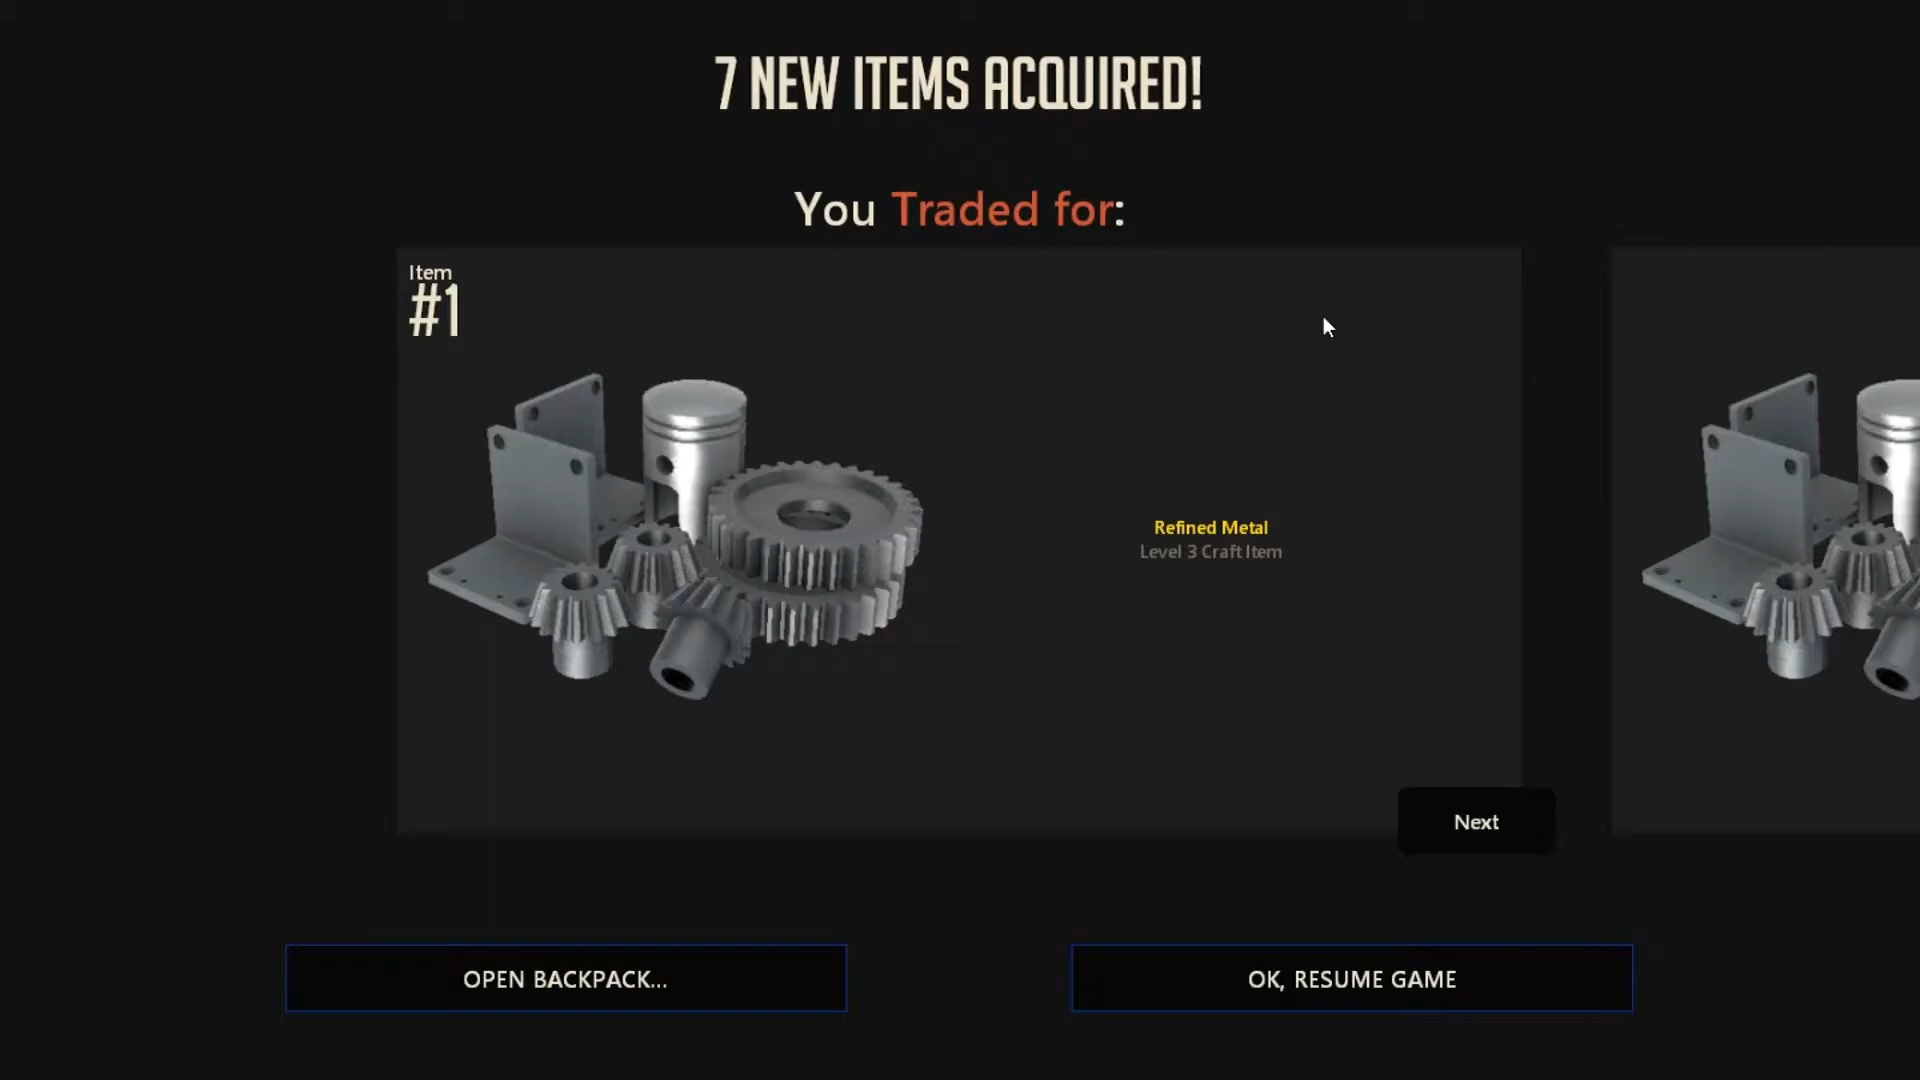 7 NEW ITEMS ACQUIRED!
You Traded for:
Item
#1
Refined Metal
Level 3 Craft Item
Next
OPEN BACKPACK...
OK, RESUME GAME